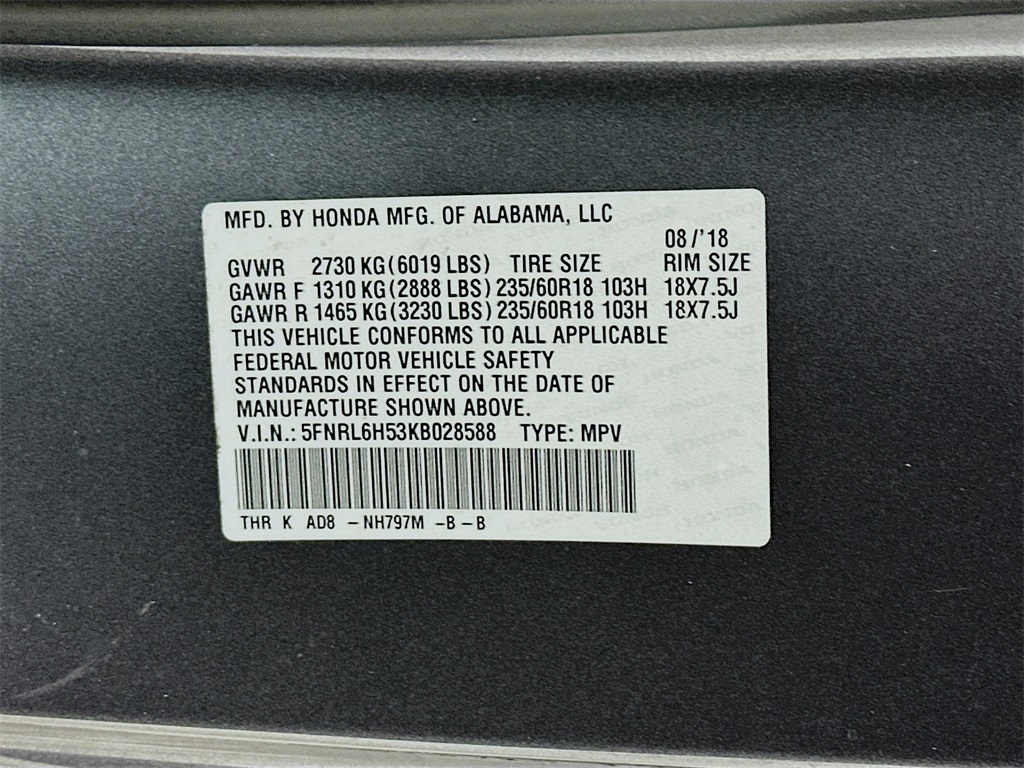 MFD. BY HONDA MFG. OF ALABAMA, LLC
08/'18
GVWR 2730 KG(6019 LBS) TIRE SIZE RIM SIZE
GAWR F 1310 KG(2888 LBS) 235/60R18 103H 18X7.5J
GAWR R 1465 KG(3230 LBS) 235/60R18 103H 18X7.5J
THIS VEHICLE CONFORMS TO ALL APPLICABLE
FEDERAL MOTOR VEHICLE SAFETY
STANDARDS IN EFFECT ON THE DATE OF
MANUFACTURE SHOWN ABOVE.
V.I.N.: 5FNRL6H53KB028588 TYPE: MPV
THR K AD8 - NH797M - B - B